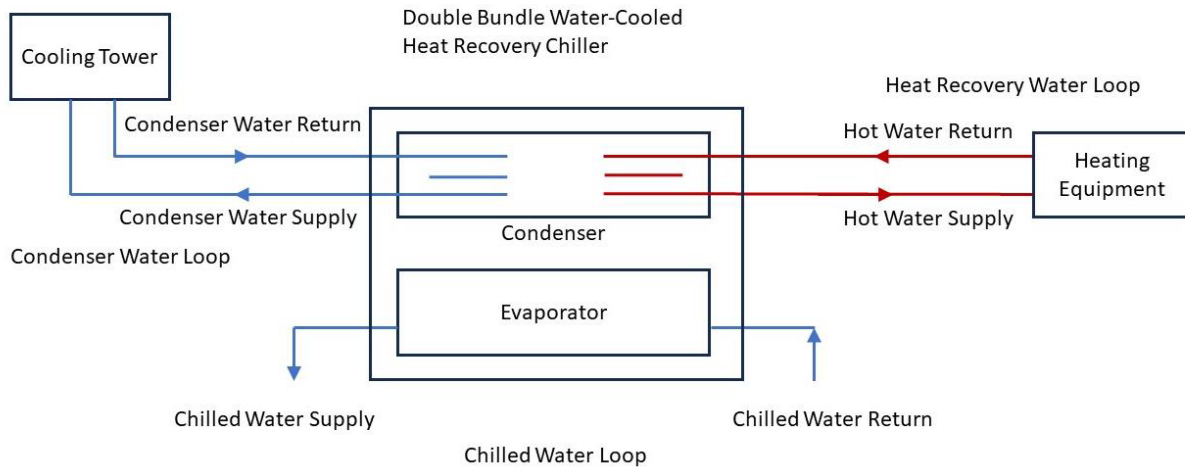 Double Bundle Water-Cooled
Heat Recovery Chiller
Cooling Tower
Heat Recovery Water Loop
Condenser Water Return
Hot Water Return
Heating
Equipment
Condenser Water Supply
Hot Water Supply
Condenser
Condenser Water Loop
Evaporator
Chilled Water Supply
Chilled Water Return
Chilled Water Loop